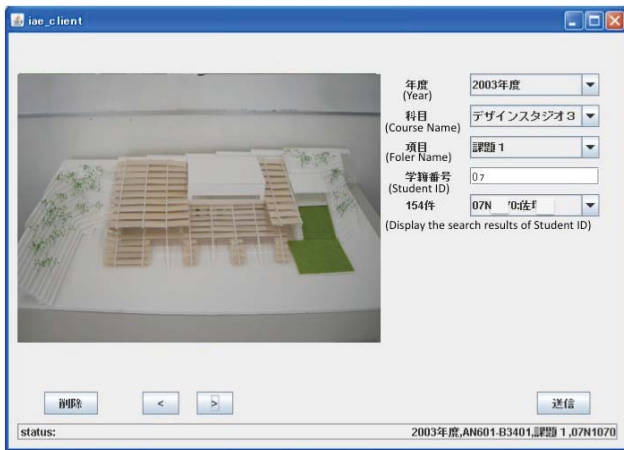 iae_client
年度
(Year)
2003年度
科目
(Course Name)
デザインスタジオ3
項目
(Foler Name)
課題1
学籍番号
(Student ID)
07
154件
07N 70:佐
(Display the search results of Student ID)
削除
<
>
送信
status:
2003年度,AN601-B3401,課題1,07N1070